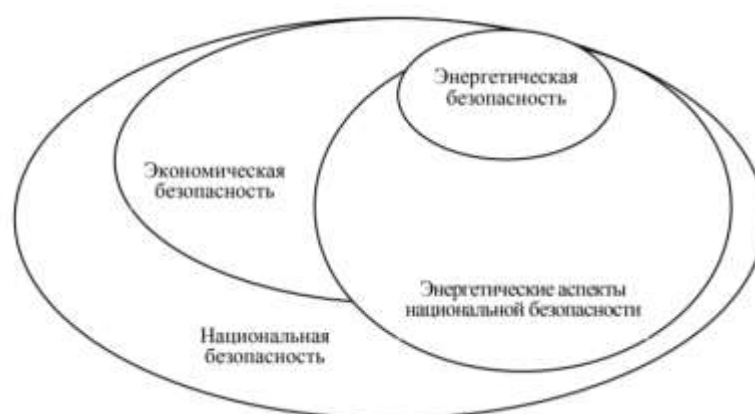 Энергетическая
безопасность
Экономическая
безопасность
Энергетические аспекты
национальной безопасности
Национальная
безопасность